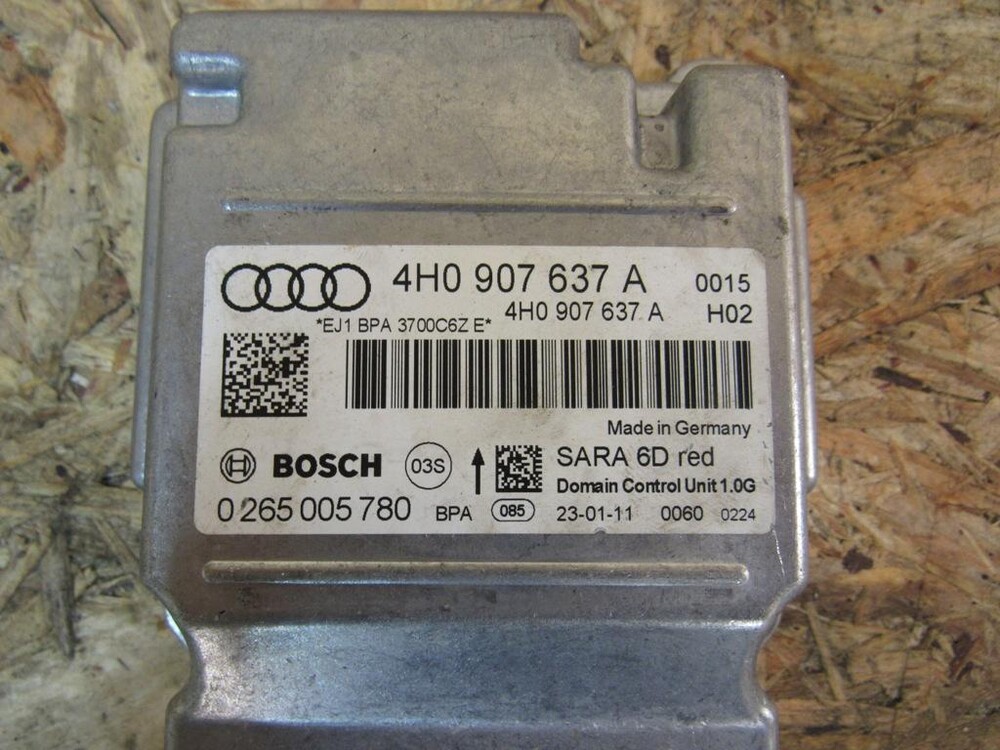 4H0 907 637 A 0015
4H0 907 637 A H02
*EJ1 BPA 3700C6Z E*
Made in Germany
BOSCH 03S SARA 6D red
Domain Control Unit 1.0G
0 265 005 780 BPA 085 23-01-11 0060 0224